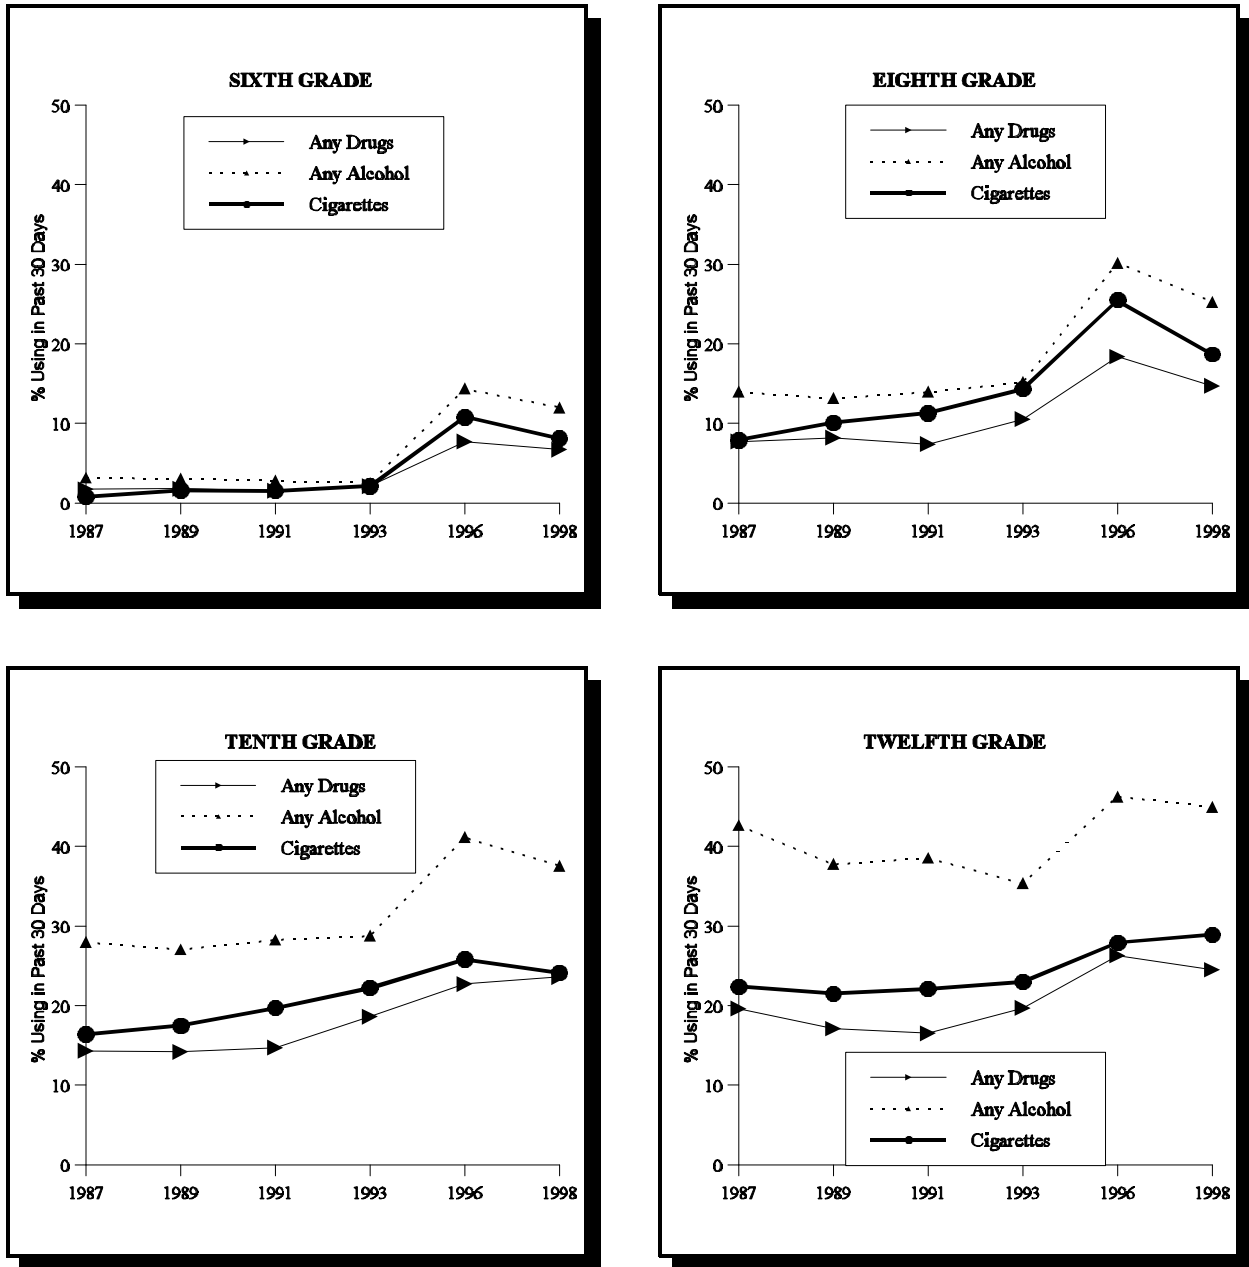 SIXTH GRADE
50
40
30
20
10
0
% Using in Past 30 Days
Any Drugs
Any Alcohol
Cigarettes
1987 1989 1991 1993 1996 1998
EIGHTH GRADE
50
40
30
20
10
0
% Using in Past 30 Days
Any Drugs
Any Alcohol
Cigarettes
1987 1989 1991 1993 1996 1998
TENTH GRADE
50
40
30
20
10
0
% Using in Past 30 Days
Any Drugs
Any Alcohol
Cigarettes
1987 1989 1991 1993 1996 1998
TWELFTH GRADE
50
40
30
20
10
0
% Using in Past 30 Days
Any Drugs
Any Alcohol
Cigarettes
1987 1989 1991 1993 1996 1998